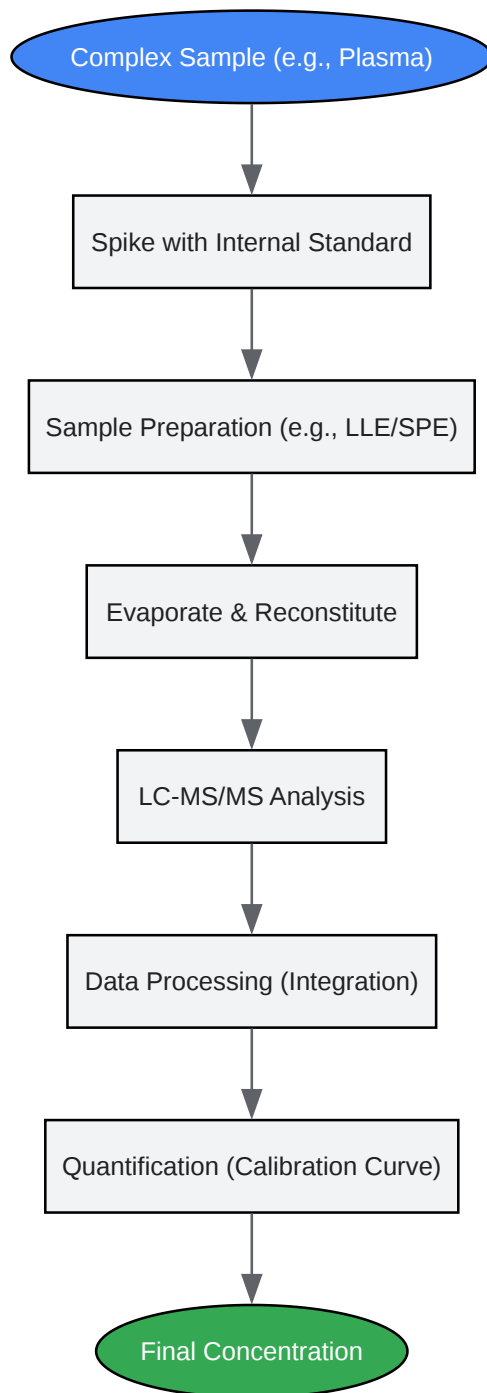 Complex Sample (e.g., Plasma)
Spike with Internal Standard
Sample Preparation (e.g., LLE/SPE)
Evaporate & Reconstitute
LC-MS/MS Analysis
Data Processing (Integration)
Quantification (Calibration Curve)
Final Concentration